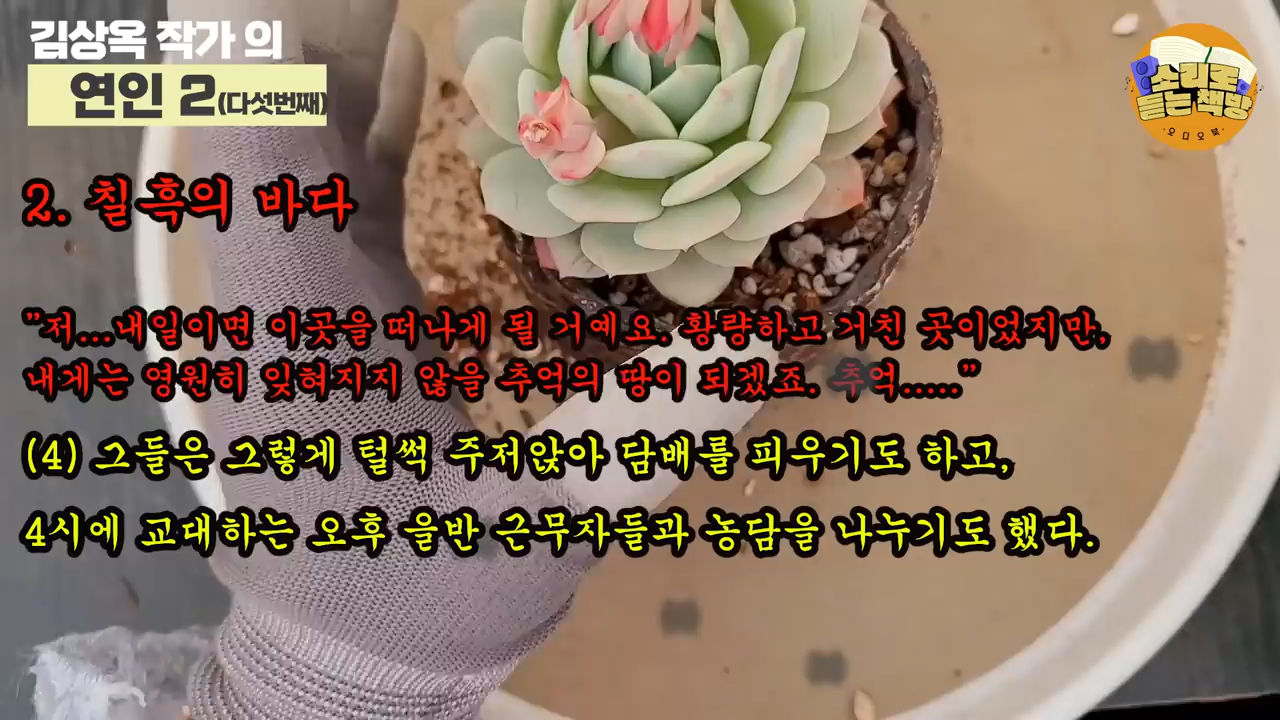 김상옥 작가 의
연인 2(다섯번째)
소리로
듣는 책방
·오디오북·
2. 칠흑의 바다
"저...내일이면 이곳을 떠나게 될 거예요. 황량하고 거친 곳이었지만,
내게는 영원히 잊혀지지 않을 추억의 땅이 되겠죠. 추억....."
(4) 그들은 그렇게 털썩 주저앉아 담배를 피우기도 하고,
4시에 교대하는 오후 을반 근무자들과 농담을 나누기도 했다.